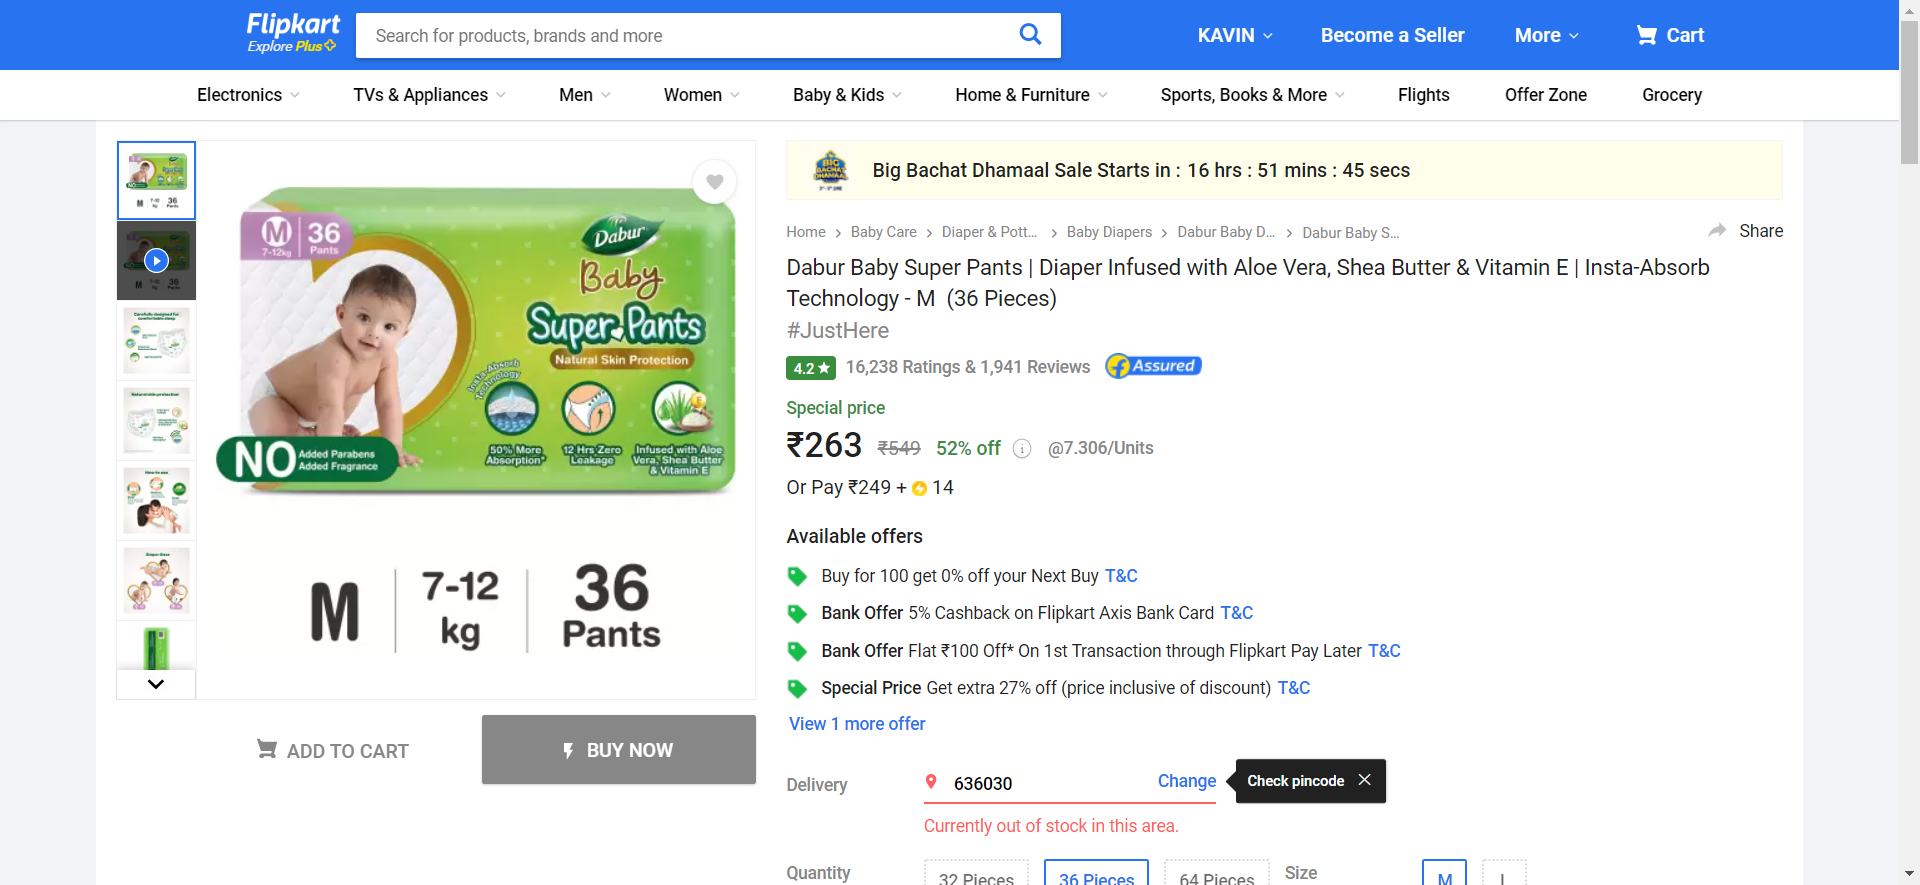 Flipkart
Explore Plus
Search for products, brands and more
KAVIN
Become a Seller
More
Cart
Electronics
TVs & Appliances
Men
Women
Baby & Kids
Home & Furniture
Sports, Books & More
Flights
Offer Zone
Grocery
Big Bachat Dhamaal Sale Starts in : 16 hrs : 51 mins : 45 secs
Home
Baby Care
Diaper & Pott...
Baby Diapers
Dabur Baby D...
Dabur Baby S...
Share
Dabur Baby Super Pants | Diaper Infused with Aloe Vera, Shea Butter & Vitamin E | Insta-Absorb
Technology - M (36 Pieces)
#JustHere
4.2 ★ 16,238 Ratings & 1,941 Reviews Assured
Special price
₹263 ₹549 52% off @7.306/Units
Or Pay ₹249 + 14
Available offers
Buy for 100 get 0% off your Next Buy T&C
Bank Offer 5% Cashback on Flipkart Axis Bank Card T&C
Bank Offer Flat ₹100 Off* On 1st Transaction through Flipkart Pay Later T&C
Special Price Get extra 27% off (price inclusive of discount) T&C
View 1 more offer
Delivery
636030
Change
Check pincode
Currently out of stock in this area.
Quantity
32 Pieces
36 Pieces
64 Pieces
Size
M
L
M
7-12kg
36
Pants
Dabur
Baby
Super Pants
Natural Skin Protection
Insta-Absorb
Technology
50% More
Absorption*
12 Hrs Zero
Leakage
Infused with Aloe
Vera, Shea Butter
& Vitamin E
NO Added Parabens
Added Fragrance
M
7-12
kg
36
Pants
ADD TO CART
BUY NOW